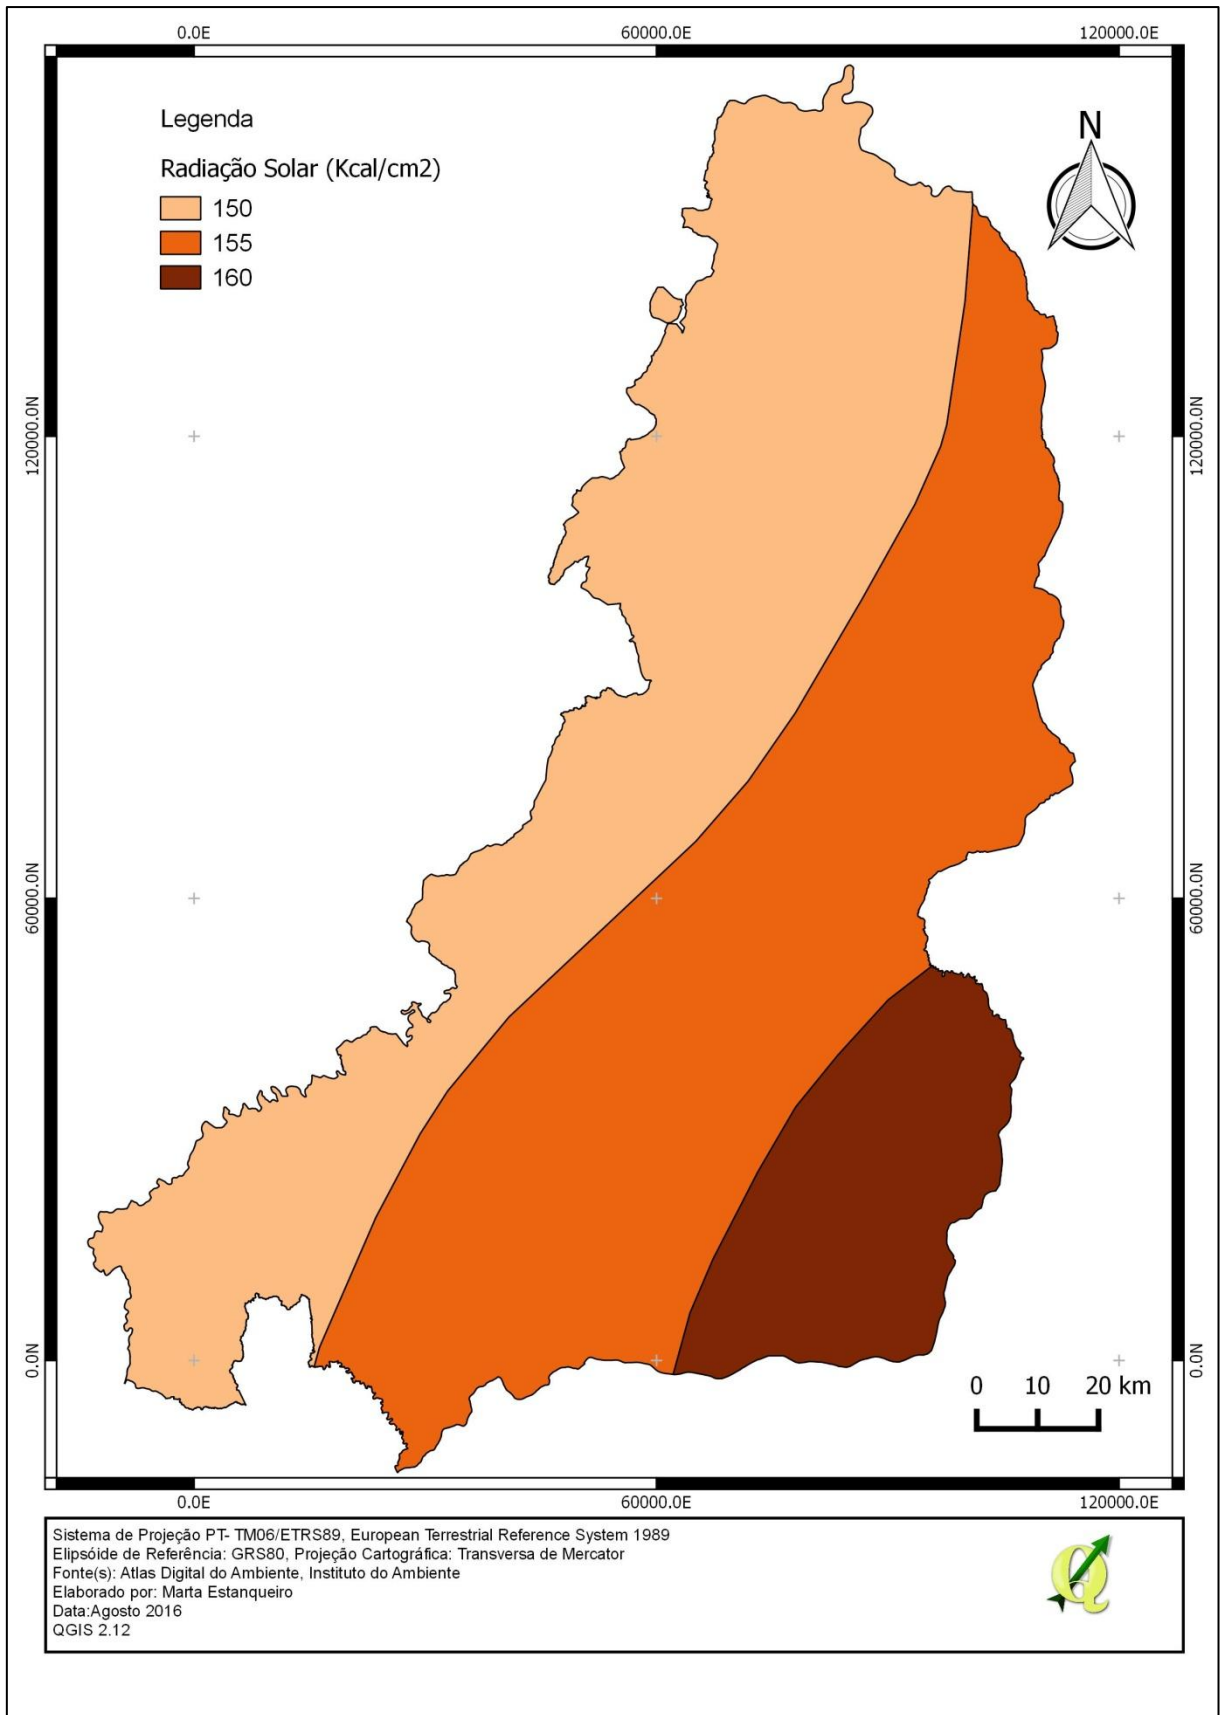 0.0E 60000.0E 120000.0E
Legenda
N
Radiação Solar (Kcal/cm2)
150
155
160
120000.0N 120000.0N
60000.0N 60000.0N
0.0N 0.0N
0 10 20 km
0.0E 60000.0E 120000.0E
Sistema de Projeção PT- TM06/ETRS89, European Terrestrial Reference System 1989
Elipsóide de Referência: GRS80, Projeção Cartográfica: Transversa de Mercator
Fonte(s): Atlas Digital do Ambiente, Instituto do Ambiente
Elaborado por: Marta Estanqueiro
Data:Agosto 2016
QGIS 2.12